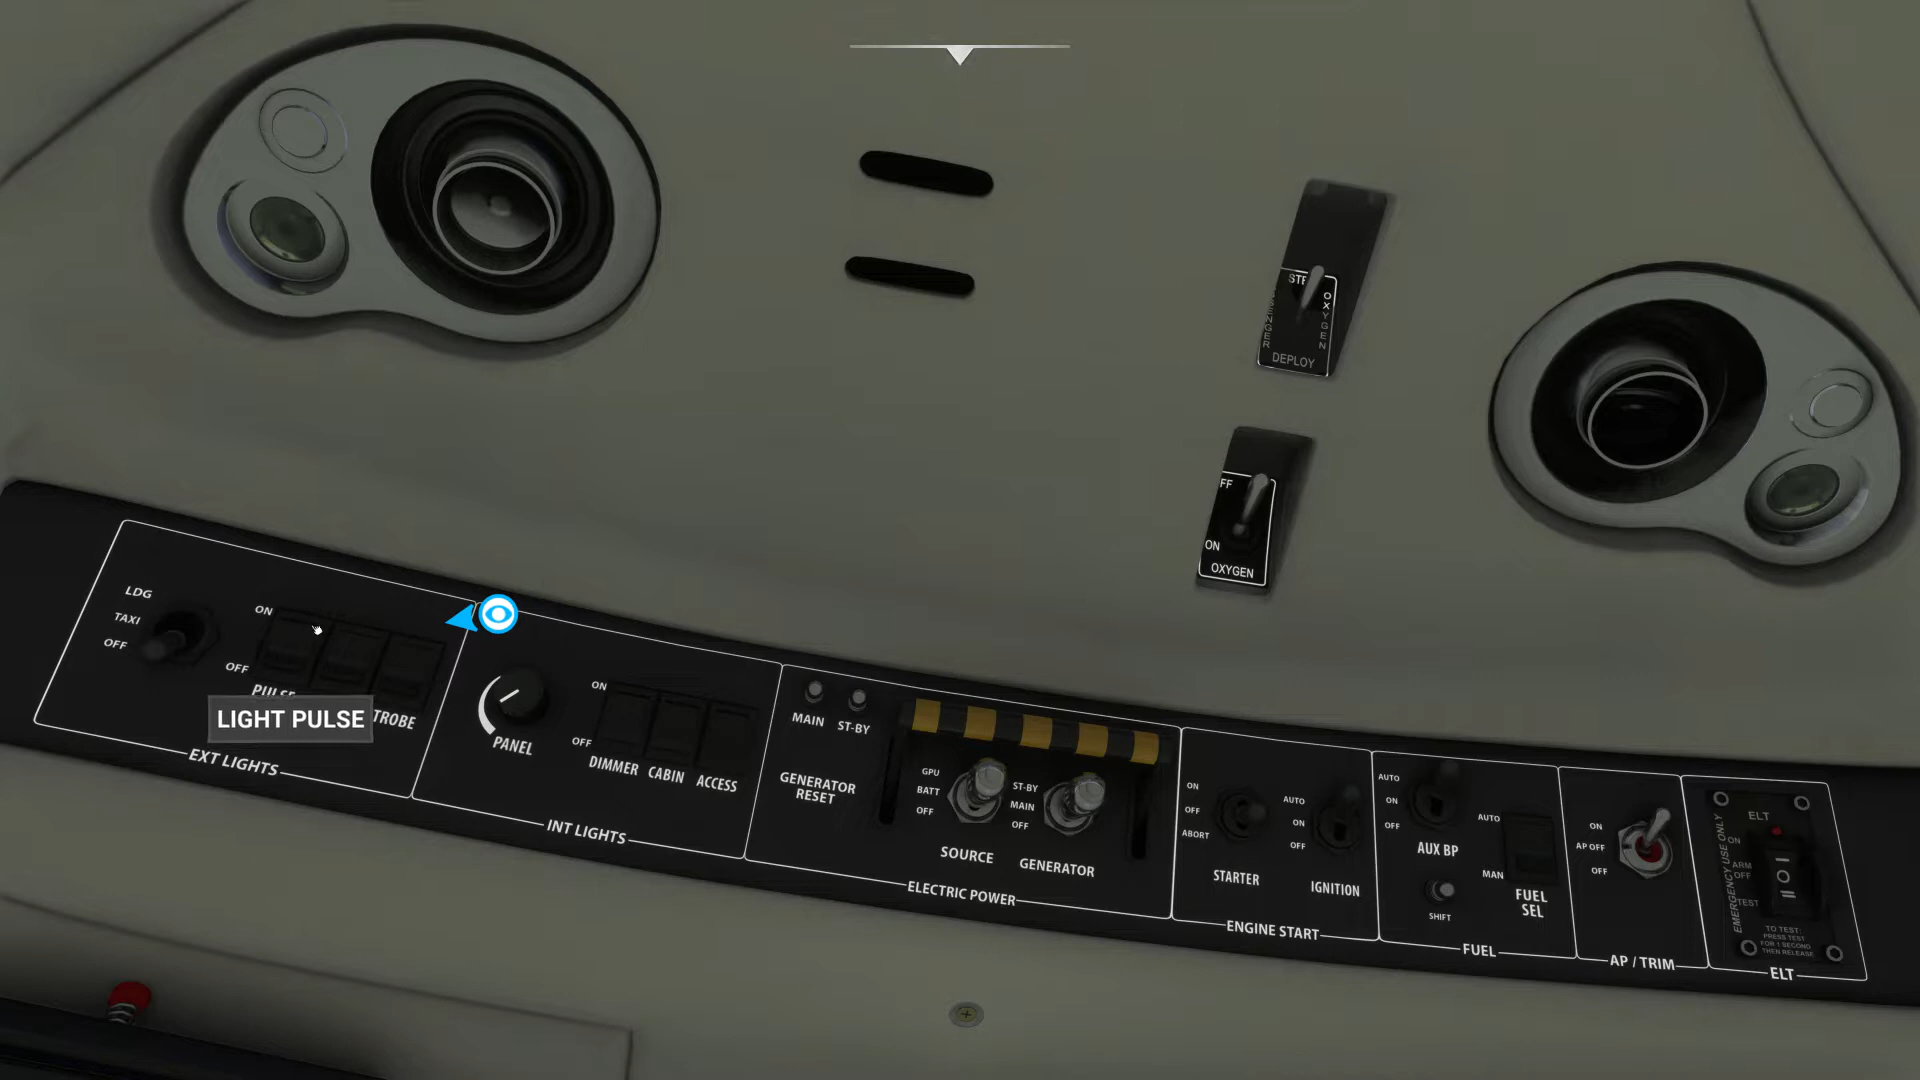 STE
OXYGEN
DEPLOY
ON
OXYGEN
LDG
TAXI
OFF
ON
OFF
LIGHT PULSE
TROBE
EXT LIGHTS
PANEL
ON
OFF
DIMMER
CABIN
ACCESS
INT LIGHTS
MAIN
ST-BY
GENERATOR
RESET
GPU
BATT
OFF
SOURCE
ST-BY
MAIN
OFF
GENERATOR
ELECTRIC POWER
ON
OFF
ABORT
STARTER
AUTO
ON
OFF
IGNITION
ENGINE START
AUTO
ON
OFF
AUX BP
SHIFT
AUTO
MAN
FUEL
SEL
FUEL
ON
AP OFF
OFF
AP / TRIM
ELT
EMERGENCY USE ONLY
ON
ARM
OFF
TEST
TO TEST:
PRESS TEST
FOR 1 SECOND
THEN RELEASE
ELT